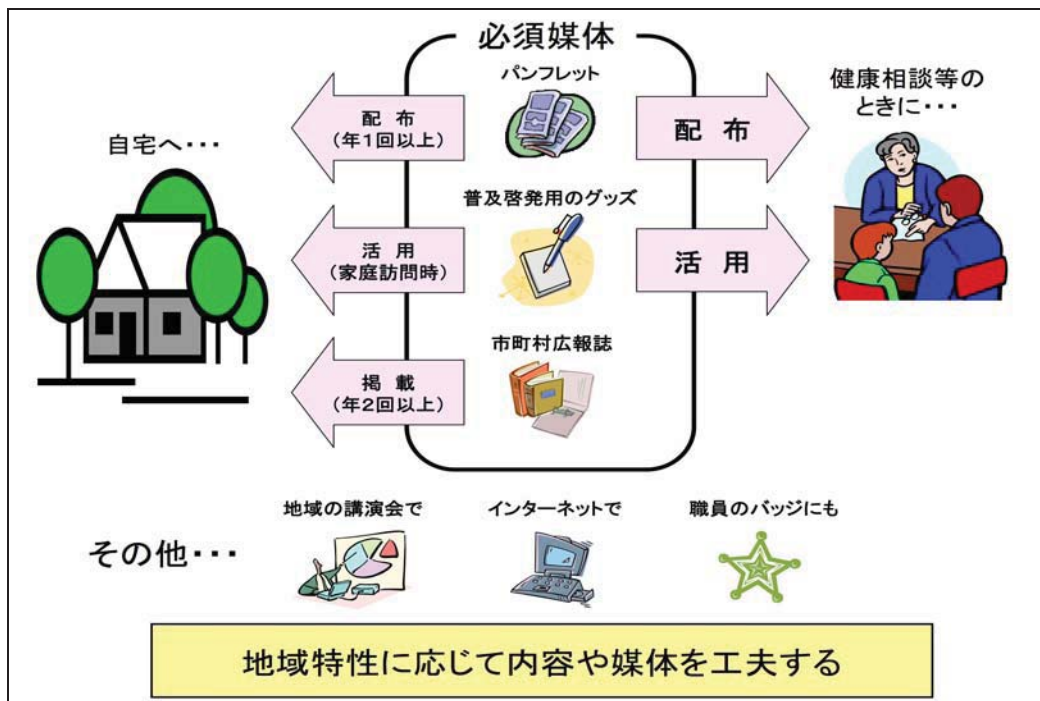 必須媒体
パンフレット
配 布
(年1回以上)
配 布
健康相談等の
ときに・・・
自宅へ・・・
普及啓発用のグッズ
活 用
(家庭訪問時)
活 用
市町村広報誌
掲 載
(年2回以上)
その他・・・
地域の講演会で
インターネットで
職員のバッジにも
地域特性に応じて内容や媒体を工夫する